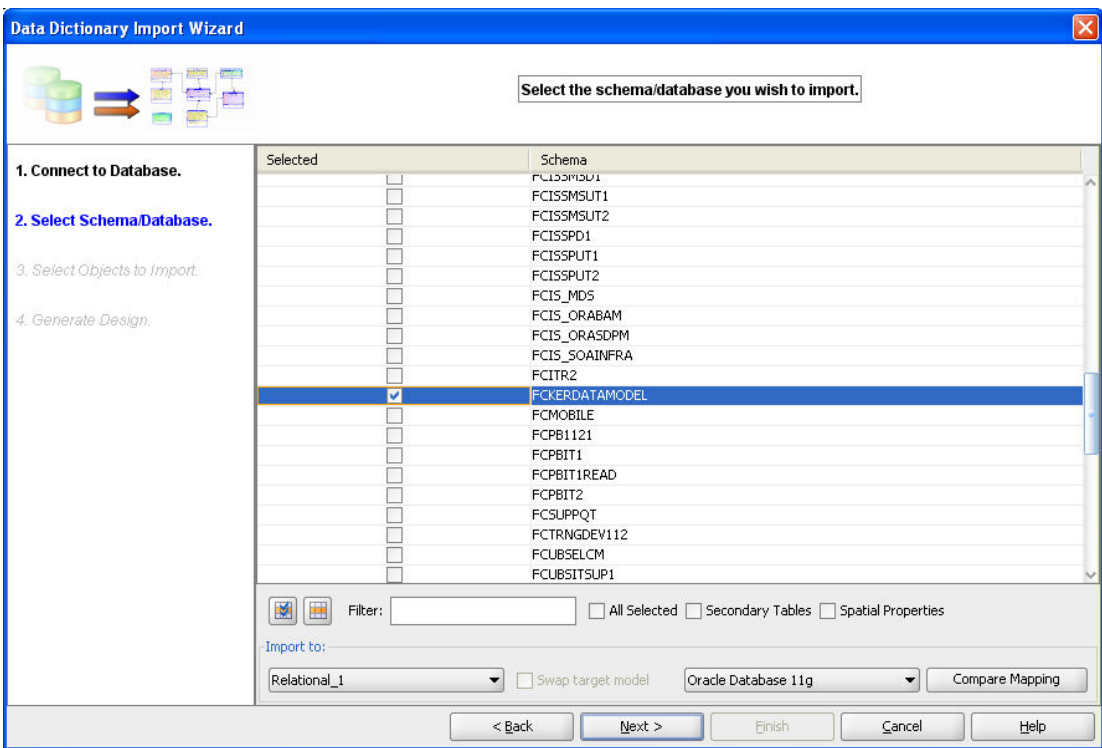 Data Dictionary Import Wizard
Select the schema/database you wish to import.
1. Connect to Database.
2. Select Schema/Database.
3. Select Objects to Import.
4. Generate Design.
Selected Schema
FCISSMSD1
FCISSMSUT1
FCISSMSUT2
FCISSPD1
FCISSPUT1
FCISSPUT2
FCIS_MDS
FCIS_ORABAM
FCIS_ORASDPM
FCIS_SOAINFRA
FCITR2
FCKERDATAMODEL
FCMOBILE
FCPB1121
FCPBIT1
FCPBIT1READ
FCPBIT2
FCSUPPQT
FCTRNGDEV112
FCUBSELCM
FCUBSITSUP1
Filter: All Selected Secondary Tables Spatial Properties
Import to:
Relational_1 Swap target model Oracle Database 11g Compare Mapping
< Back Next > Finish Cancel Help